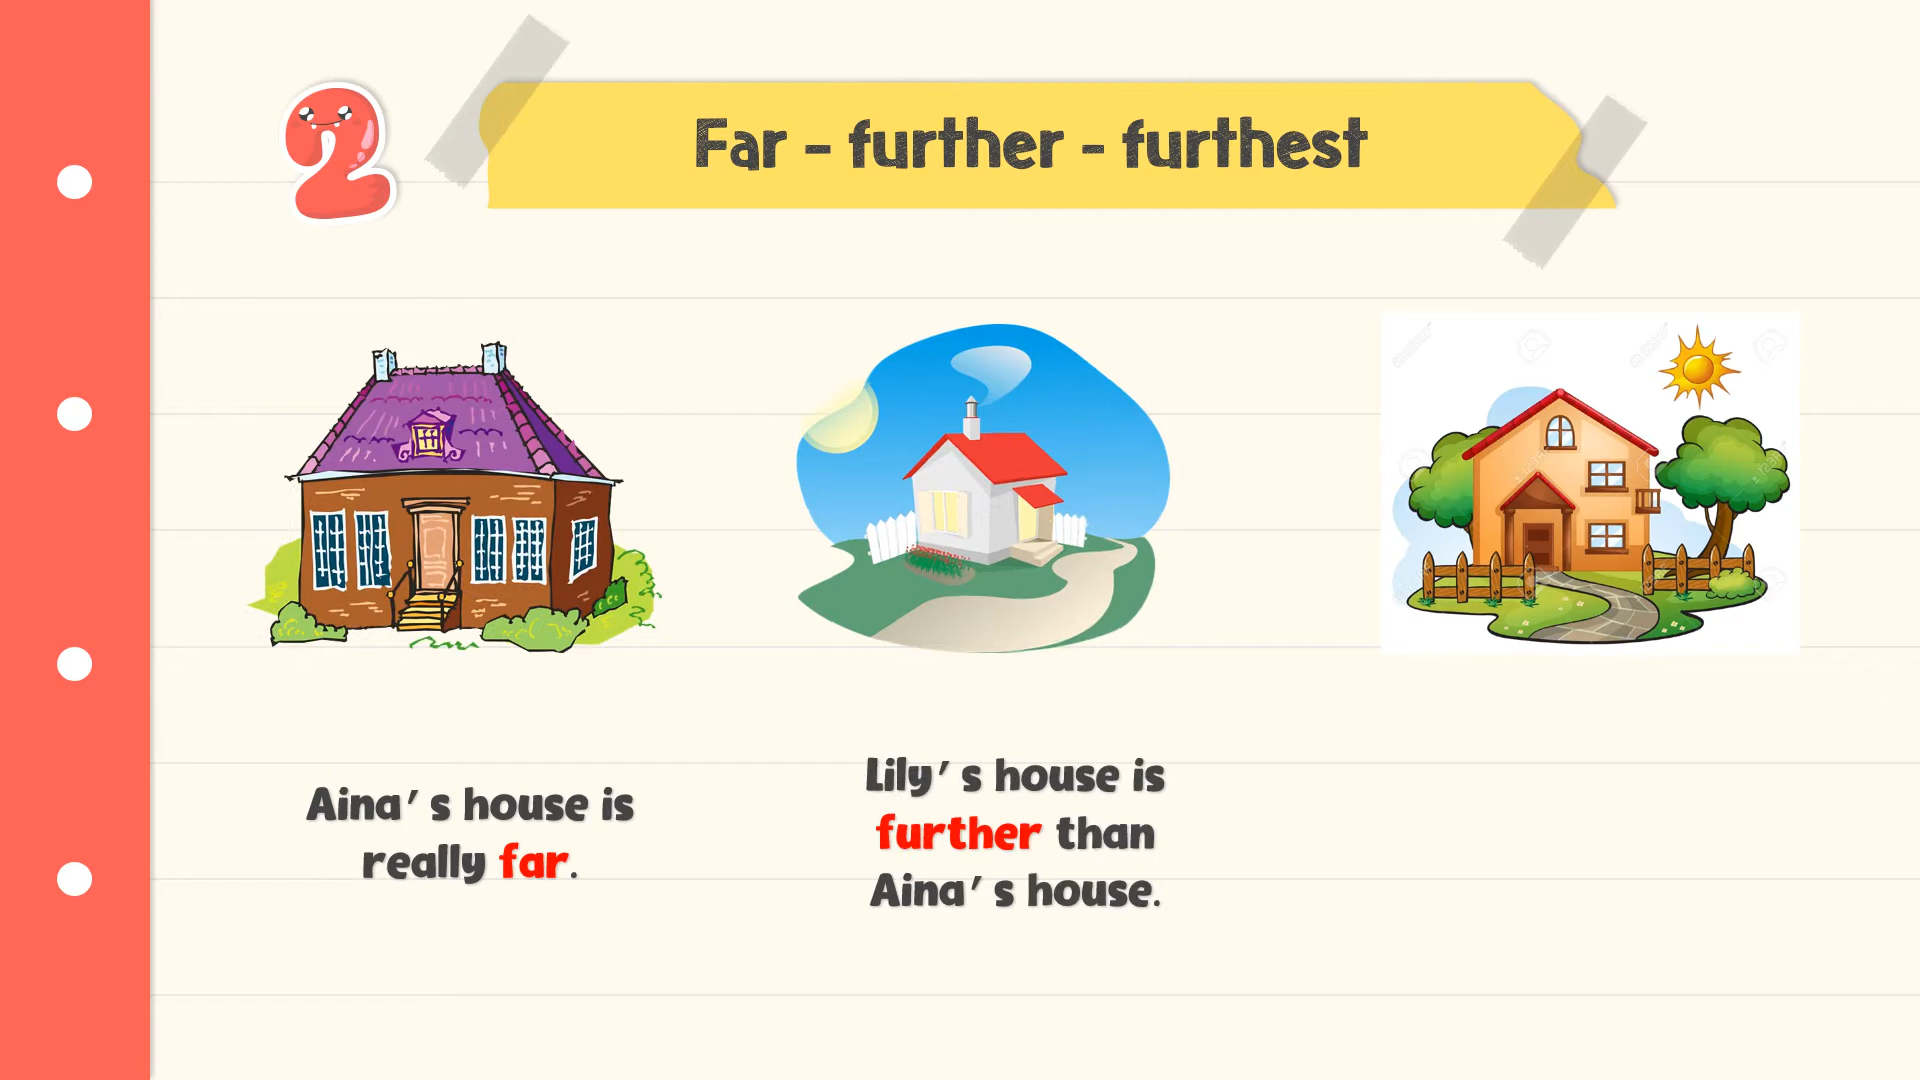 2
Far - further - furthest
Aina's house is
really far.
Lily's house is
further than
Aina's house.